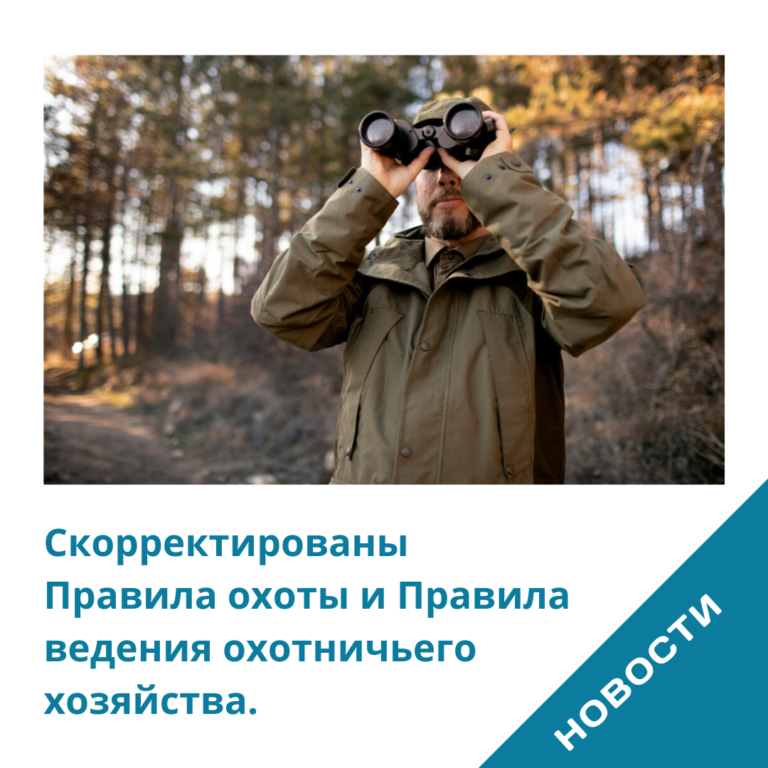 Скорректированы
Правила охоты и Правила
ведения охотничьего
хозяйства.
НОВОСТИ